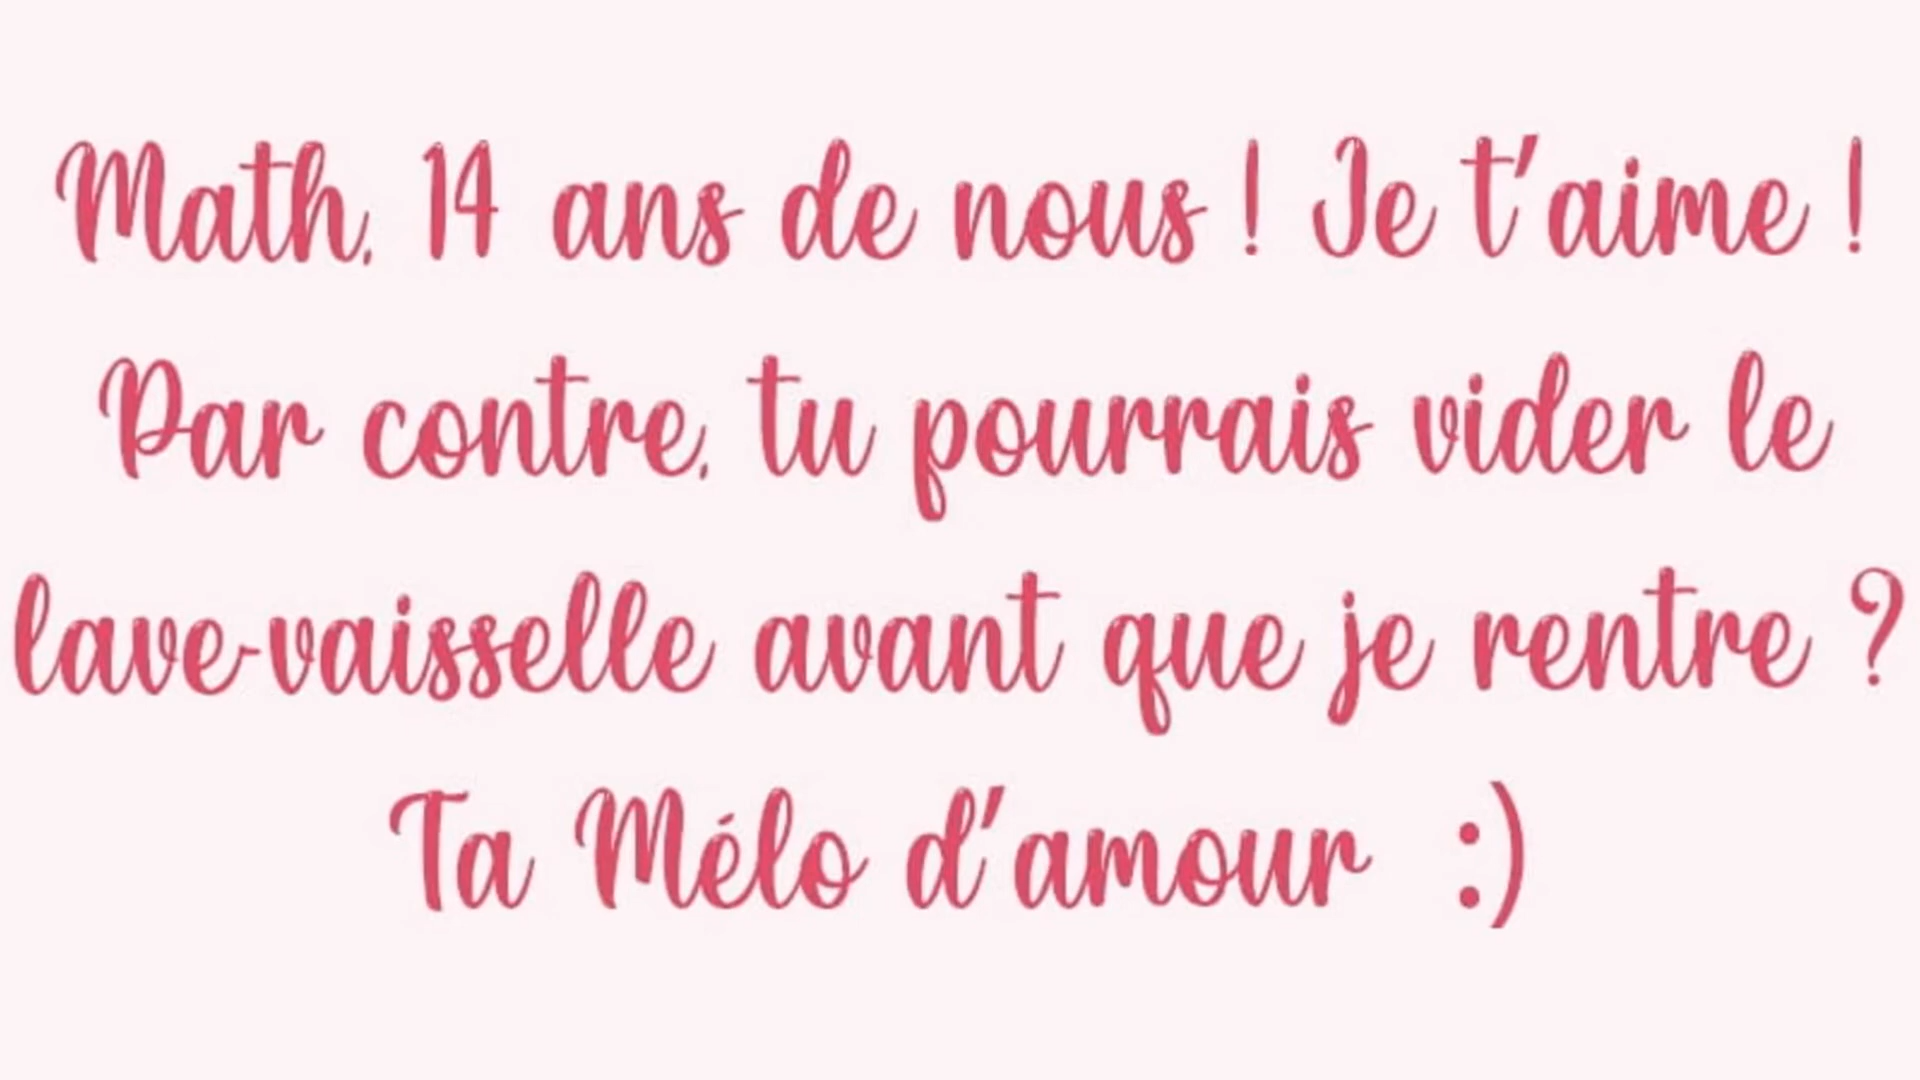 Math, 14 ans de nous ! Je t'aime !
Par contre, tu pourrais vider le
lave-vaisselle avant que je rentre ?
Ta Mélo d'amour :)